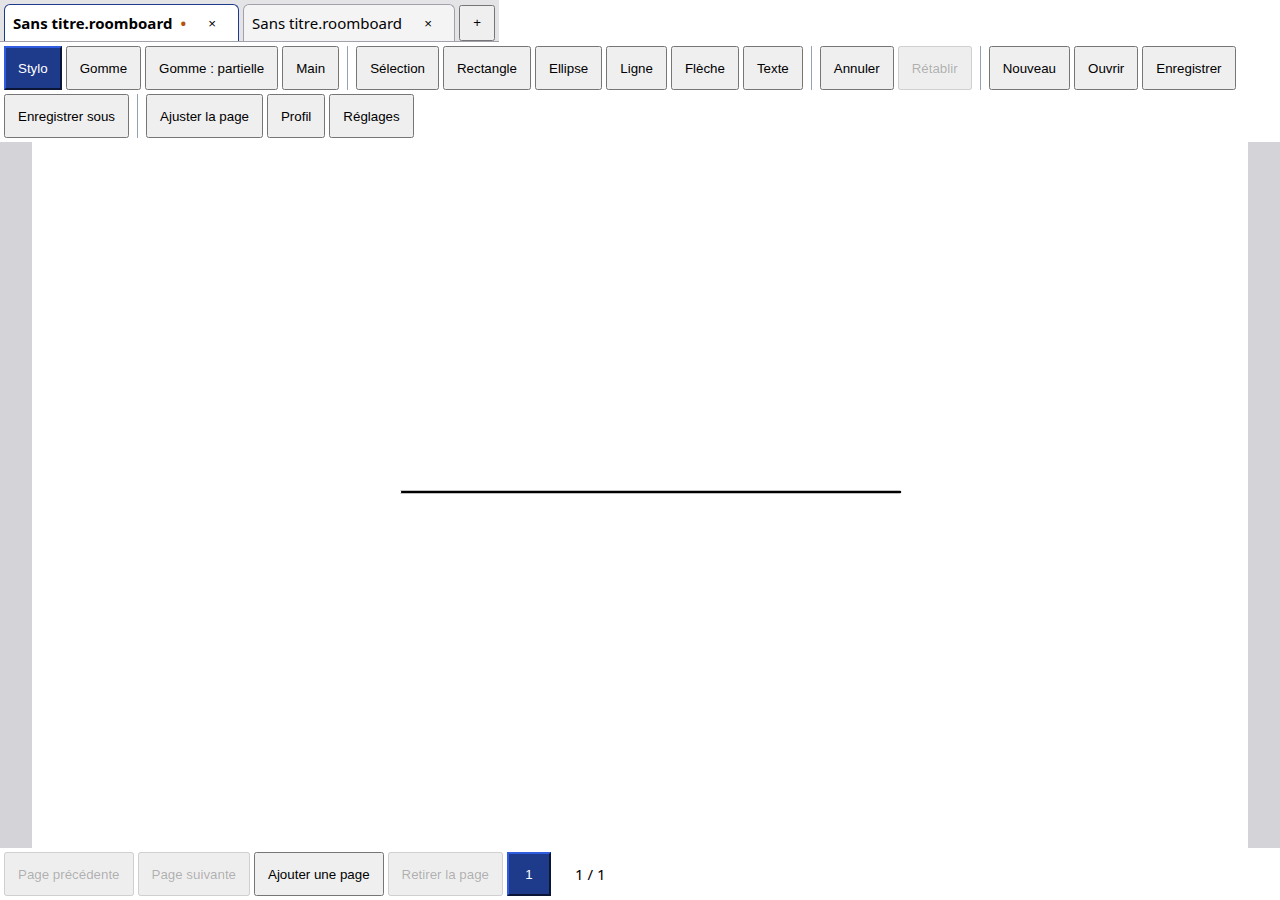 Sans titre.roomboard • × Sans titre.roomboard × +
Stylo Gomme Gomme : partielle Main Sélection Rectangle Ellipse Ligne Flèche Texte Annuler Rétablir Nouveau Ouvrir Enregistrer
Enregistrer sous Ajuster la page Profil Réglages
Page précédente Page suivante Ajouter une page Retirer la page 1 1 / 1